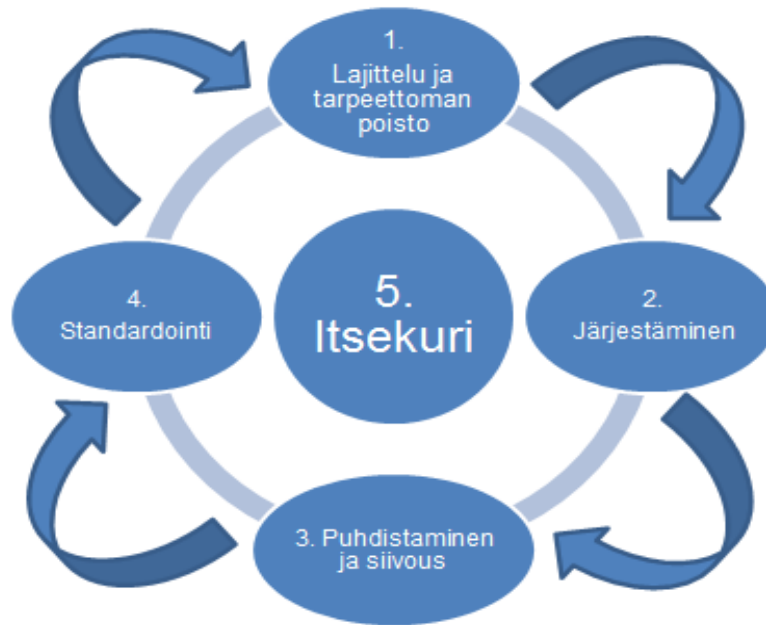 1.
Lajittelu ja
tarpeettoman
poisto
2.
Järjestäminen
3. Puhdistaminen
ja siivous
4.
Standardointi
5.
Itsekuri